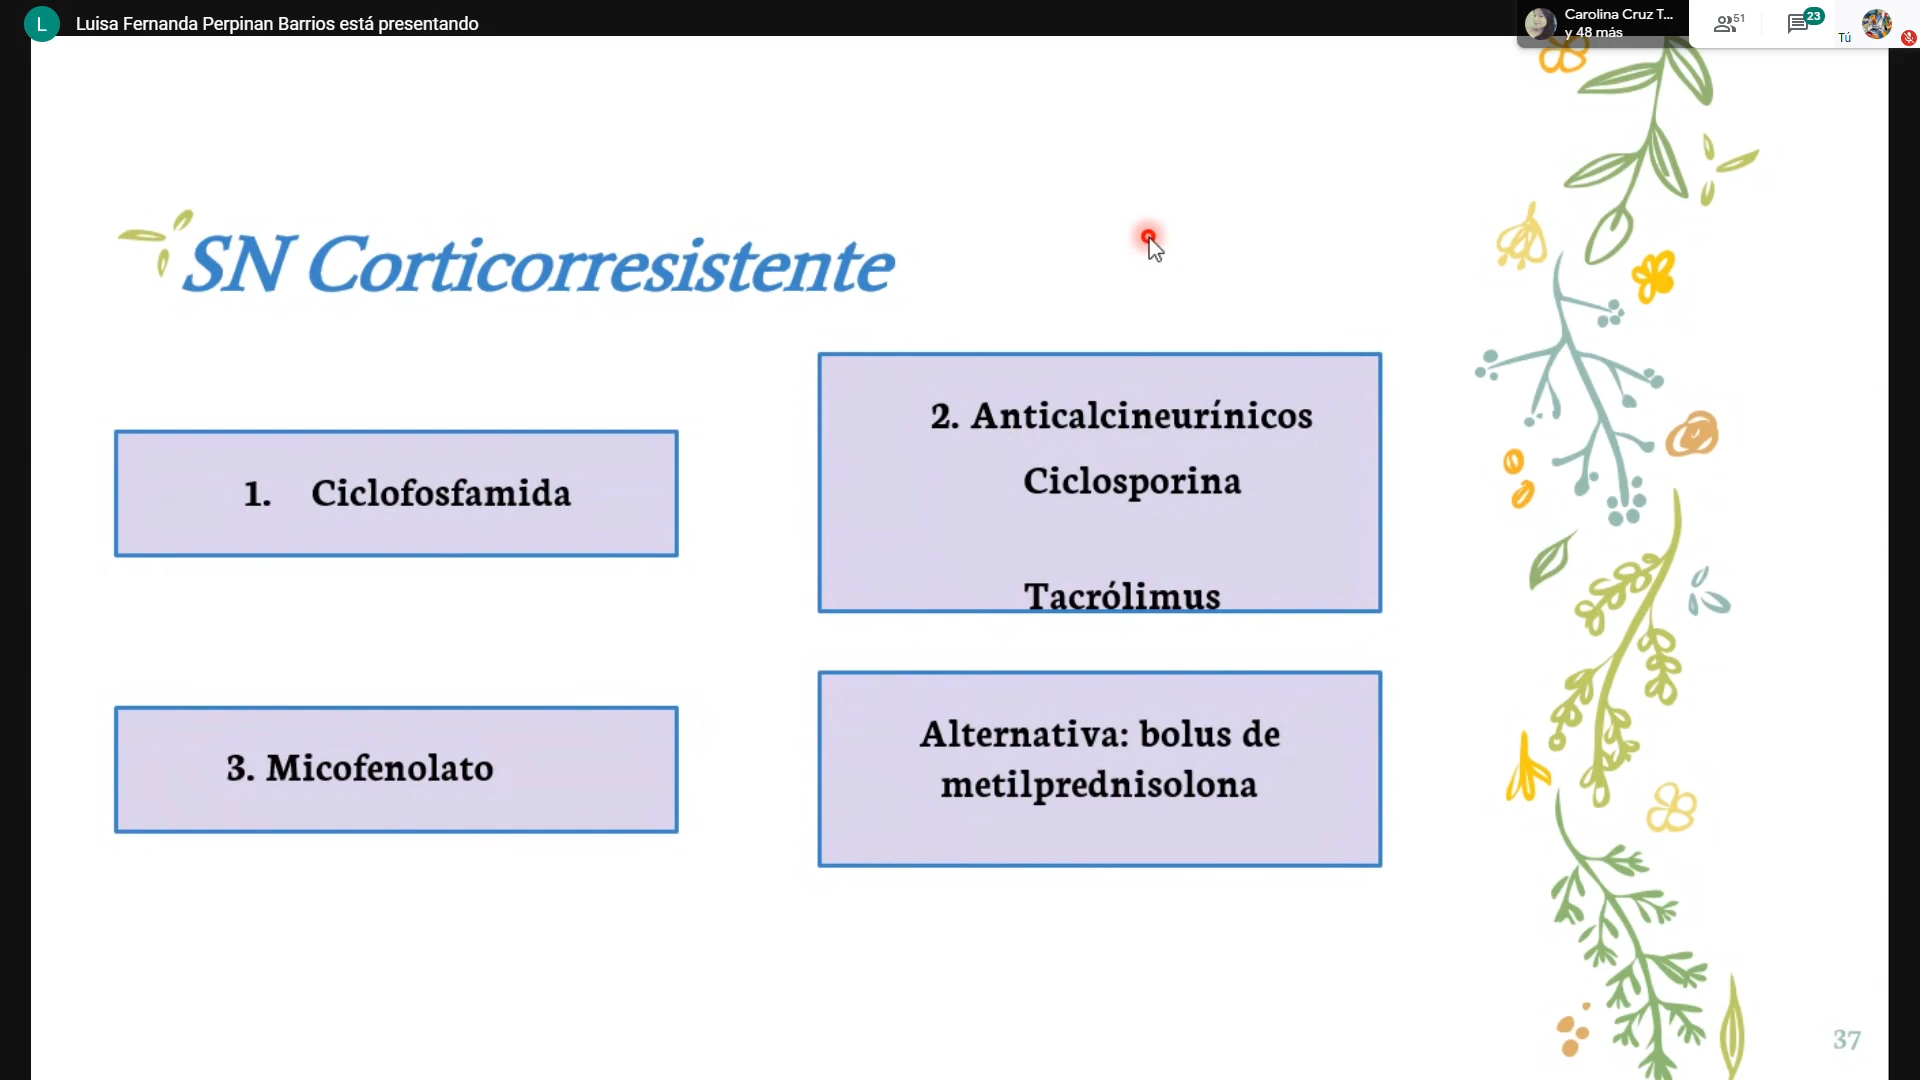 L Luisa Fernanda Perpinan Barrios está presentando
Carolina Cruz T...
y 48 más
51
23
Tú
SN Corticorresistente
1. Ciclofosfamida
2. Anticalcineurínicos
Ciclosporina
Tacrólimus
3. Micofenolato
Alternativa: bolus de
metilprednisolona
37